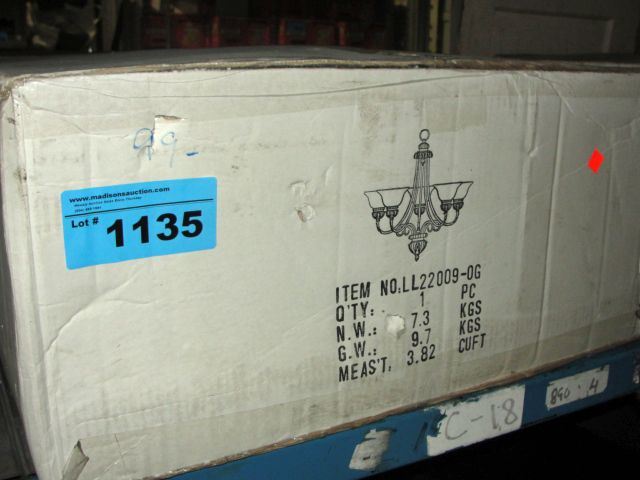 99-
www.madisonsauction.com
Lot # 1135
ITEM NO:LL22009-OG
Q'TY: 1 PC
N.W.: 7.3 KGS
G.W.: 9.7 KGS
MEAS'T: 3.82 CUFT
C-18